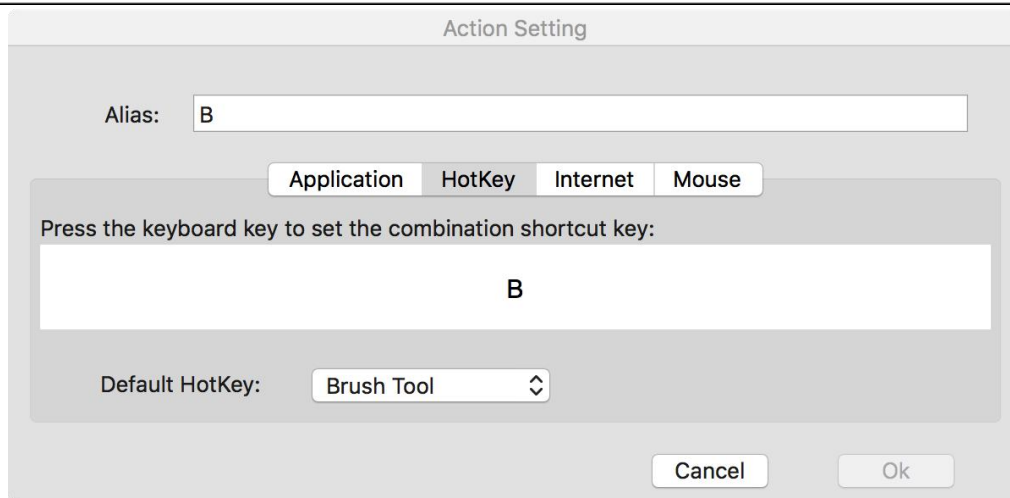 Action Setting
Alias: B
Application HotKey Internet Mouse
Press the keyboard key to set the combination shortcut key:
B
Default HotKey: Brush Tool
Cancel Ok